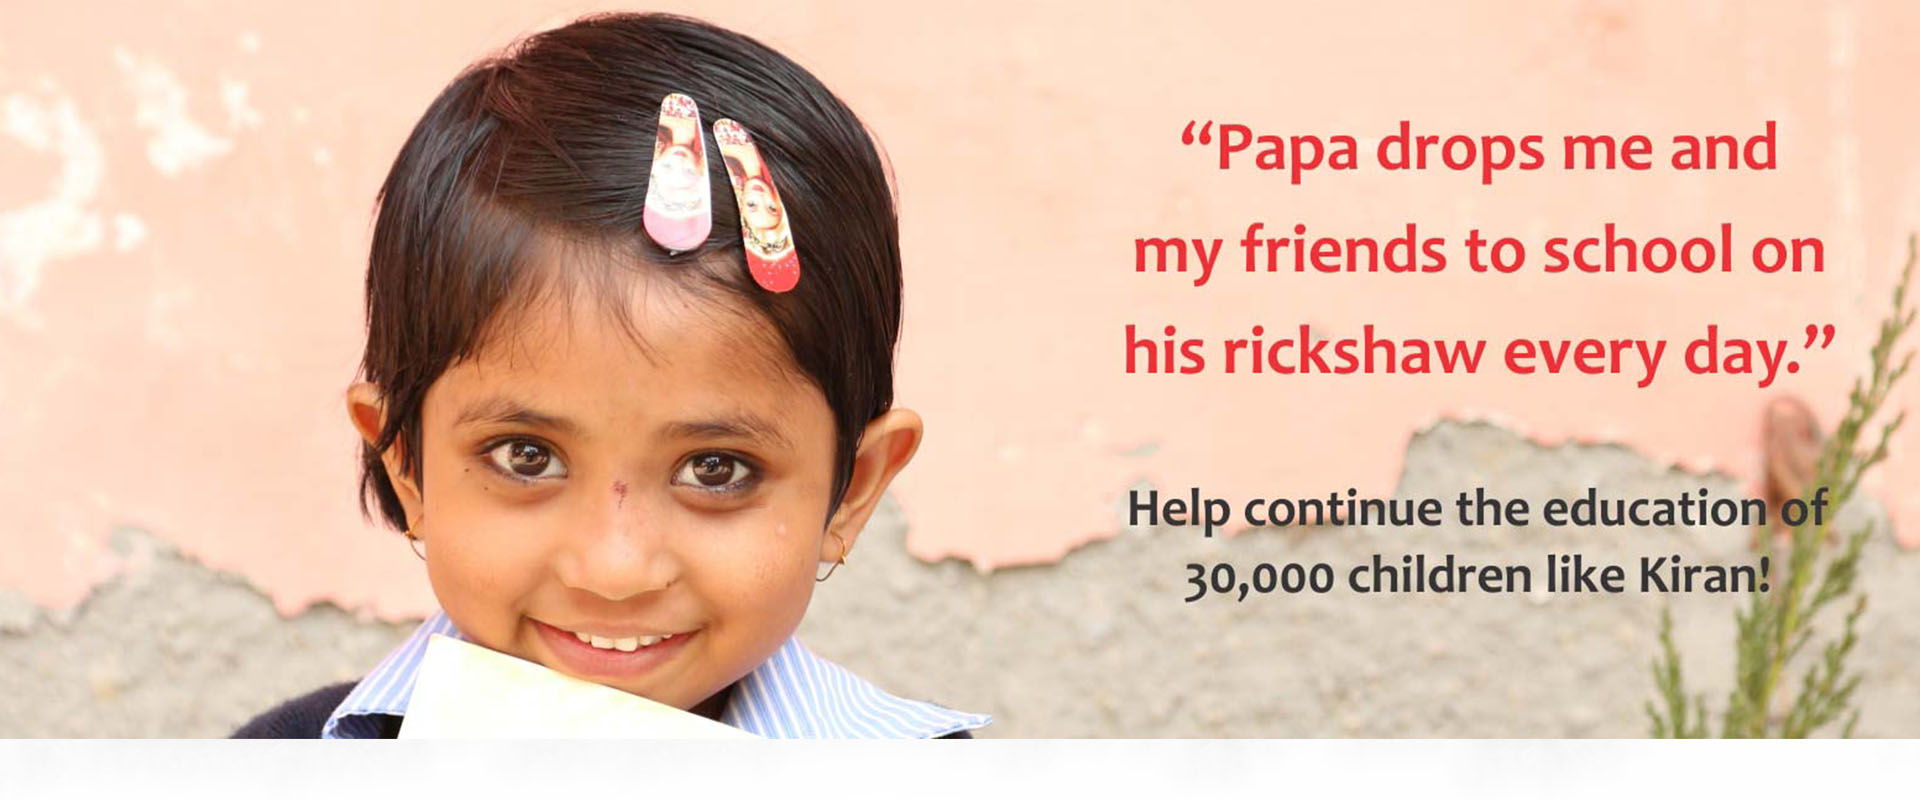 “Papa drops me and
my friends to school on
his rickshaw every day.”
Help continue the education of
30,000 children like Kiran!